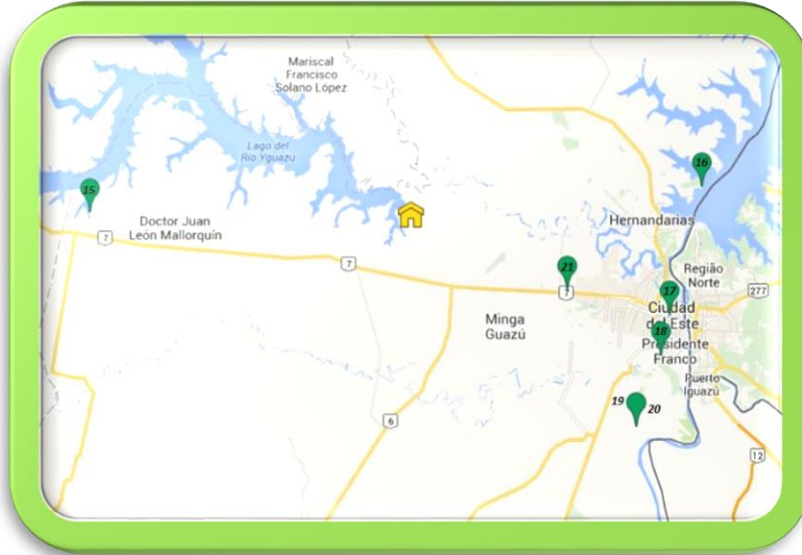 Mariscal
Francisco
Solano López
Lago del
Río Yguazú
16
15
Doctor Juan
León Mallorquín
Hernandarias
7
7
21
7
Região
Norte
277
17
Ciudad
del Este
18
Minga
Guazú
Presidente
Franco
Puerto
Iguazú
19 20
6
12